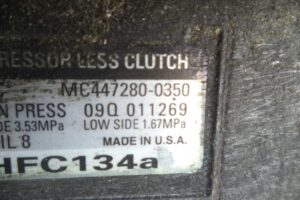 PRESSOR LESS CLUTCH
MC447280-0350
N PRESS 09Q 011269
DE 3.53MPa LOW SIDE 1.67MPa
IL 8 MADE IN U.S.A.
HFC134a